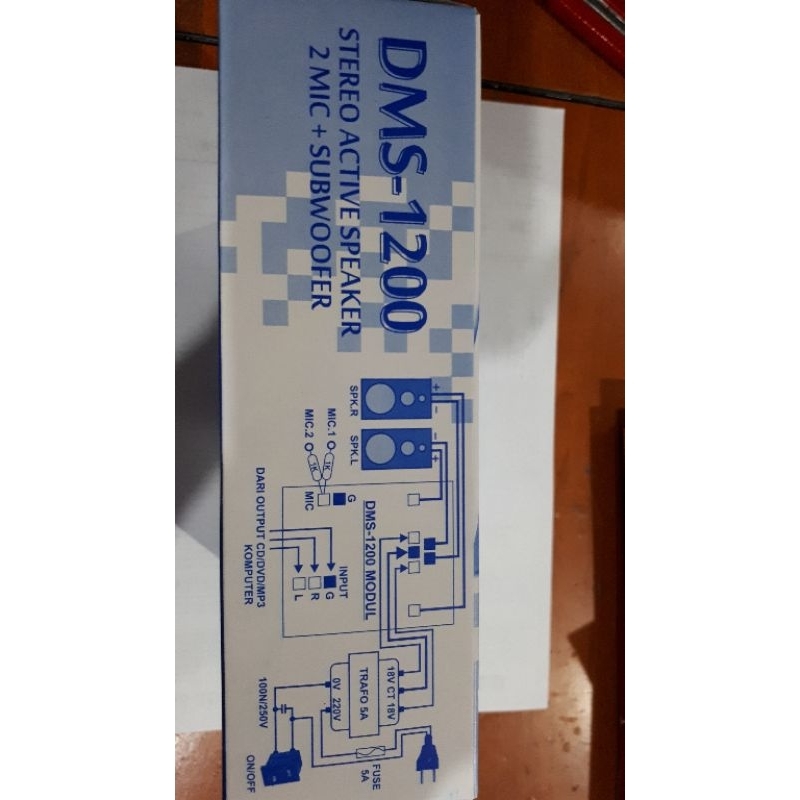 DMS-1200
STEREO ACTIVE SPEAKER
2 MIC + SUBWOOFER
+ - - +
SPK.R SPK.L
MIC.1 1K
MIC.2 1K
G
MIC
DMS-1200 MODUL
INPUT
G
R
L
DARI OUTPUT CD/DVD/MP3
KOMPUTER
18V CT 18V
TRAFO 5A
0V 220V
FUSE
5A
100N/250V
ON/OFF